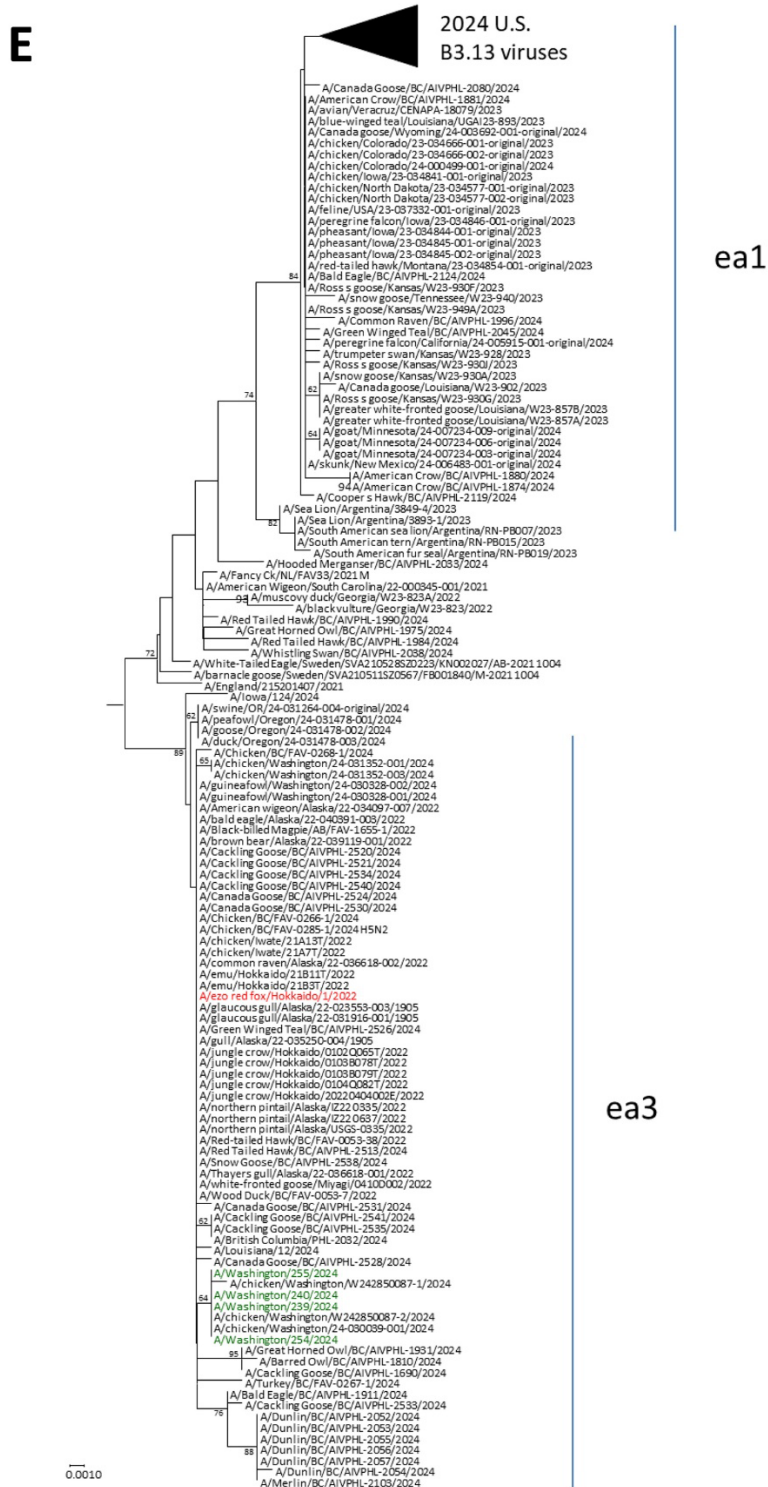 E
2024 U.S.
B3.13 viruses
A/Canada Goose/BC/AIVPHL-2080/2024
A/American Crow/BC/AIVPHL-1881/2024
A/avian/Veracruz/CENAPA-18079/2023
A/blue-winged teal/Louisiana/UGAI23-893/2023
A/Canada goose/Wyoming/24-003692-001-original/2024
A/chicken/Colorado/23-034666-001-original/2023
A/chicken/Colorado/23-034666-002-original/2023
A/chicken/Colorado/24-000499-001-original/2024
A/chicken/Iowa/23-034841-001-original/2023
A/chicken/North Dakota/23-034577-001-original/2023
A/chicken/North Dakota/23-034577-002-original/2023
A/feline/USA/23-037332-001-original/2023
A/peregrine falcon/Iowa/23-034846-001-original/2023
A/pheasant/Iowa/23-034844-001-original/2023
A/pheasant/Iowa/23-034845-001-original/2023
A/pheasant/Iowa/23-034845-002-original/2023
A/red-tailed hawk/Montana/23-034854-001-original/2023
ea1
84
A/Bald Eagle/BC/AIVPHL-2124/2024
A/Ross s goose/Kansas/W23-930F/2023
A/snow goose/Tennessee/W23-940/2023
A/Ross s goose/Kansas/W23-949A/2023
A/Common Raven/BC/AIVPHL-1996/2024
A/Green Winged Teal/BC/AIVPHL-2045/2024
A/peregrine falcon/California/24-005915-001-original/2024
A/trumpeter swan/Kansas/W23-928/2023
A/Ross s goose/Kansas/W23-930J/2023
A/snow goose/Kansas/W23-930A/2023
62
A/Canada goose/Louisiana/W23-902/2023
74
A/Ross s goose/Kansas/W23-930G/2023
A/greater white-fronted goose/Louisiana/W23-857B/2023
A/greater white-fronted goose/Louisiana/W23-857A/2023
64
A/goat/Minnesota/24-007234-009-original/2024
A/goat/Minnesota/24-007234-006-original/2024
A/goat/Minnesota/24-007234-003-original/2024
A/skunk/New Mexico/24-006483-001-original/2024
A/American Crow/BC/AIVPHL-1880/2024
94
A/American Crow/BC/AIVPHL-1874/2024
A/Cooper s Hawk/BC/AIVPHL-2119/2024
A/Sea Lion/Argentina/3849-4/2023
82
A/Sea Lion/Argentina/3893-1/2023
A/South American sea lion/Argentina/RN-PB007/2023
A/South American tern/Argentina/RN-PB015/2023
A/South American fur seal/Argentina/RN-PB019/2023
A/Hooded Merganser/BC/AIVPHL-2033/2024
A/Fancy Ck/NL/FAV33/2021 M
A/American Wigeon/South Carolina/22-000345-001/2021
93
A/muscovy duck/Georgia/W23-823A/2022
A/black vulture/Georgia/W23-823/2022
A/Red Tailed Hawk/BC/AIVPHL-1990/2024
A/Great Horned Owl/BC/AIVPHL-1975/2024
A/Red Tailed Hawk/BC/AIVPHL-1984/2024
A/Whistling Swan/BC/AIVPHL-2038/2024
72
A/White-Tailed Eagle/Sweden/SVA210528SZ0223/KN002027/AB-2021 1004
A/barnacle goose/Sweden/SVA210511SZ0567/FB001840/M-2021 1004
A/England/215201407/2021
A/Iowa/124/2024
62
A/swine/OR/24-031264-004-original/2024
A/peafowl/Oregon/24-031478-001/2024
A/goose/Oregon/24-031478-002/2024
A/duck/Oregon/24-031478-003/2024
89
A/Chicken/BC/FAV-0268-1/2024
65
A/chicken/Washington/24-031352-001/2024
A/chicken/Washington/24-031352-003/2024
A/guineafowl/Washington/24-030328-002/2024
A/guineafowl/Washington/24-030328-001/2024
A/American wigeon/Alaska/22-034097-007/2022
A/bald eagle/Alaska/22-040391-003/2022
A/Black-billed Magpie/AB/FAV-1655-1/2022
A/brown bear/Alaska/22-039119-001/2022
A/Cackling Goose/BC/AIVPHL-2520/2024
A/Cackling Goose/BC/AIVPHL-2521/2024
A/Cackling Goose/BC/AIVPHL-2534/2024
A/Cackling Goose/BC/AIVPHL-2540/2024
A/Canada Goose/BC/AIVPHL-2524/2024
A/Canada Goose/BC/AIVPHL-2530/2024
A/Chicken/BC/FAV-0266-1/2024
A/Chicken/BC/FAV-0285-1/2024 H5N2
A/chicken/Iwate/21A13T/2022
A/chicken/Iwate/21A7T/2022
A/common raven/Alaska/22-036618-002/2022
A/emu/Hokkaido/21B11T/2022
A/emu/Hokkaido/21B3T/2022
A/ezo red fox/Hokkaido/1/2022
A/glaucous gull/Alaska/22-023553-003/1905
A/glaucous gull/Alaska/22-031916-001/1905
A/Green Winged Teal/BC/AIVPHL-2526/2024
A/gull/Alaska/22-035250-004/1905
A/jungle crow/Hokkaido/0102Q065T/2022
A/jungle crow/Hokkaido/0103B078T/2022
A/jungle crow/Hokkaido/0103B079T/2022
A/jungle crow/Hokkaido/0104Q082T/2022
A/jungle crow/Hokkaido/20220404002E/2022
ea3
A/northern pintail/Alaska/IZ22 0335/2022
A/northern pintail/Alaska/IZ22 0637/2022
A/northern pintail/Alaska/USGS-0335/2022
A/Red-tailed Hawk/BC/FAV-0053-38/2022
A/Red Tailed Hawk/BC/AIVPHL-2513/2024
A/Snow Goose/BC/AIVPHL-2538/2024
A/Thayers gull/Alaska/22-036618-001/2022
A/white-fronted goose/Miyagi/0410D002/2022
A/Wood Duck/BC/FAV-0053-7/2022
A/Canada Goose/BC/AIVPHL-2531/2024
62
A/Cackling Goose/BC/AIVPHL-2541/2024
A/Cackling Goose/BC/AIVPHL-2535/2024
A/British Columbia/PHL-2032/2024
A/Louisiana/12/2024
A/Canada Goose/BC/AIVPHL-2528/2024
A/Washington/255/2024
A/chicken/Washington/W242850087-1/2024
64
A/Washington/240/2024
A/Washington/239/2024
A/chicken/Washington/W242850087-2/2024
A/chicken/Washington/24-030039-001/2024
A/Washington/254/2024
95
A/Great Horned Owl/BC/AIVPHL-1931/2024
A/Barred Owl/BC/AIVPHL-1810/2024
A/Cackling Goose/BC/AIVPHL-1690/2024
A/Turkey/BC/FAV-0267-1/2024
A/Bald Eagle/BC/AIVPHL-1911/2024
76
A/Cackling Goose/BC/AIVPHL-2533/2024
A/Dunlin/BC/AIVPHL-2052/2024
A/Dunlin/BC/AIVPHL-2053/2024
A/Dunlin/BC/AIVPHL-2055/2024
88
A/Dunlin/BC/AIVPHL-2056/2024
A/Dunlin/BC/AIVPHL-2057/2024
A/Dunlin/BC/AIVPHL-2054/2024
A/Merlin/BC/AIVPHL-2103/2024
0.0010